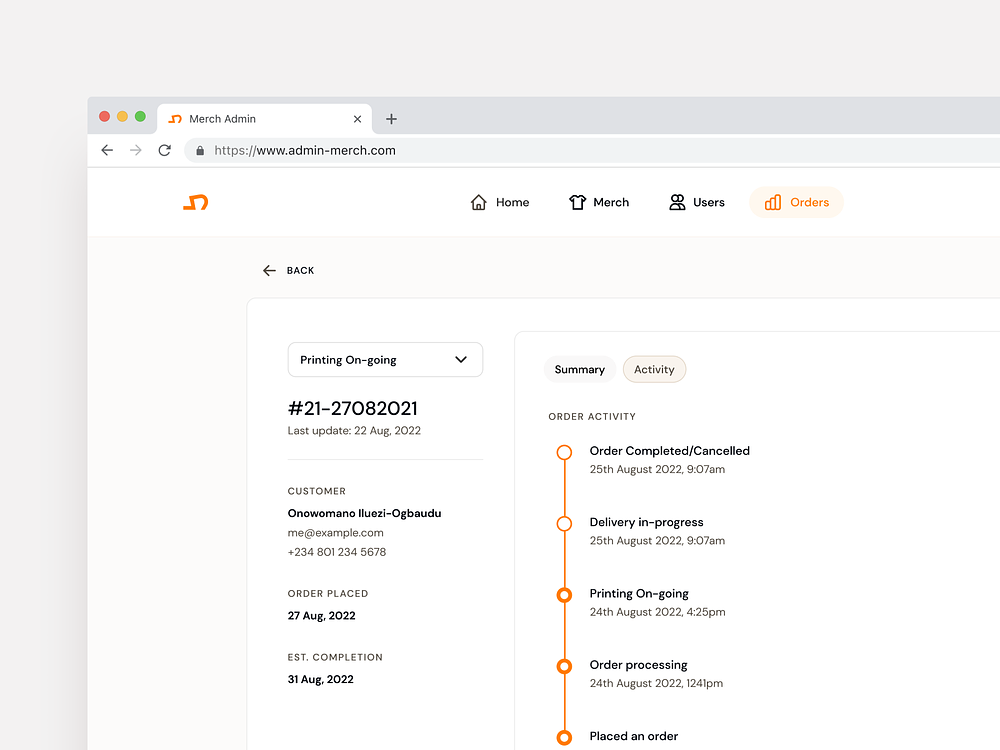 Merch Admin
https://www.admin-merch.com
Home
Merch
Users
Orders
BACK
Printing On-going
#21-27082021
Last update: 22 Aug, 2022
CUSTOMER
Onowomano Iluezi-Ogbaudu
me@example.com
+234 801 234 5678
ORDER PLACED
27 Aug, 2022
EST. COMPLETION
31 Aug, 2022
Summary
Activity
ORDER ACTIVITY
Order Completed/Cancelled
25th August 2022, 9:07am
Delivery in-progress
25th August 2022, 9:07am
Printing On-going
24th August 2022, 4:25pm
Order processing
24th August 2022, 1241pm
Placed an order